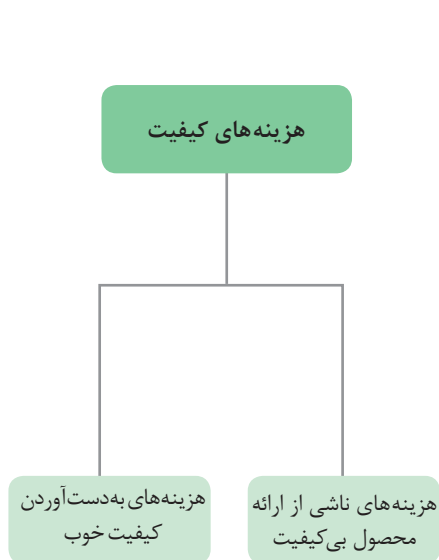 هزینه‌های کیفیت
هزینه‌های ناشی از ارائه
محصول بی‌کیفیت
هزینه‌های به‌دست‌آوردن
کیفیت خوب